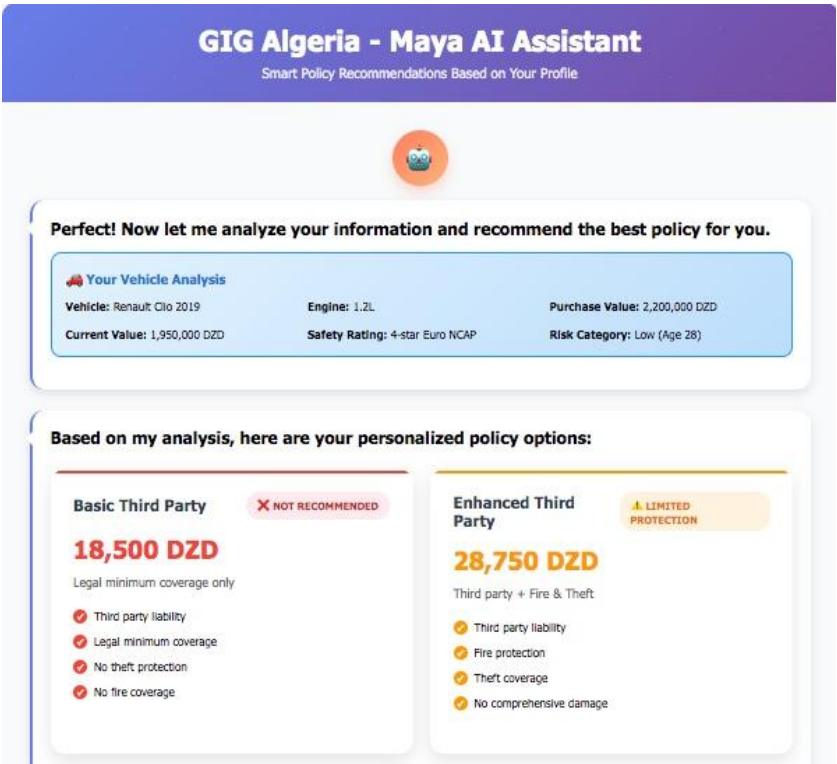 GIG Algeria - Maya AI Assistant
Smart Policy Recommendations Based on Your Profile
Perfect! Now let me analyze your information and recommend the best policy for you.
Your Vehicle Analysis
Vehicle: Renault Clio 2019
Engine: 1.2L
Purchase Value: 2,200,000 DZD
Current Value: 1,950,000 DZD
Safety Rating: 4-star Euro NCAP
Risk Category: Low (Age 28)
Based on my analysis, here are your personalized policy options:
Basic Third Party
NOT RECOMMENDED
18,500 DZD
Legal minimum coverage only
Third party liability
Legal minimum coverage
No theft protection
No fire coverage
Enhanced Third
Party
LIMITED
PROTECTION
28,750 DZD
Third party + Fire & Theft
Third party liability
Fire protection
Theft coverage
No comprehensive damage